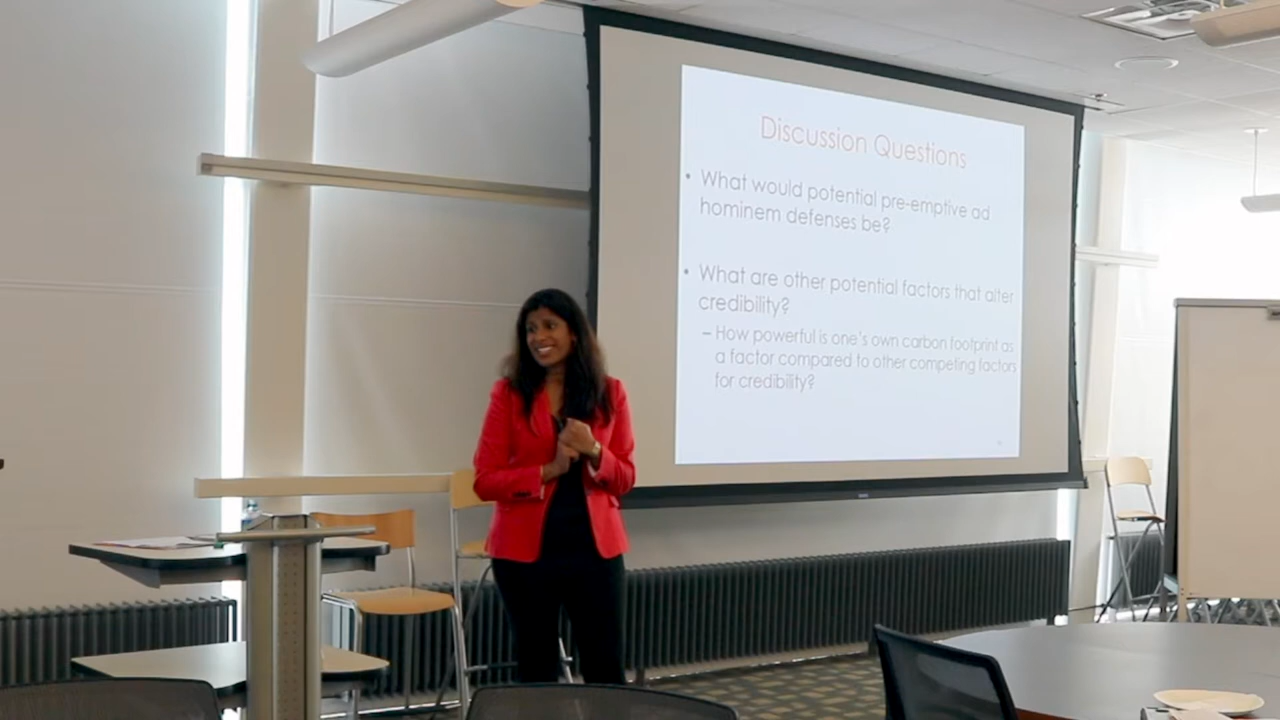 Discussion Questions
• What would potential pre-emptive ad
hominem defenses be?
• What are other potential factors that alter
credibility?
– How powerful is one's own carbon footprint as
a factor compared to other competing factors
for credibility?